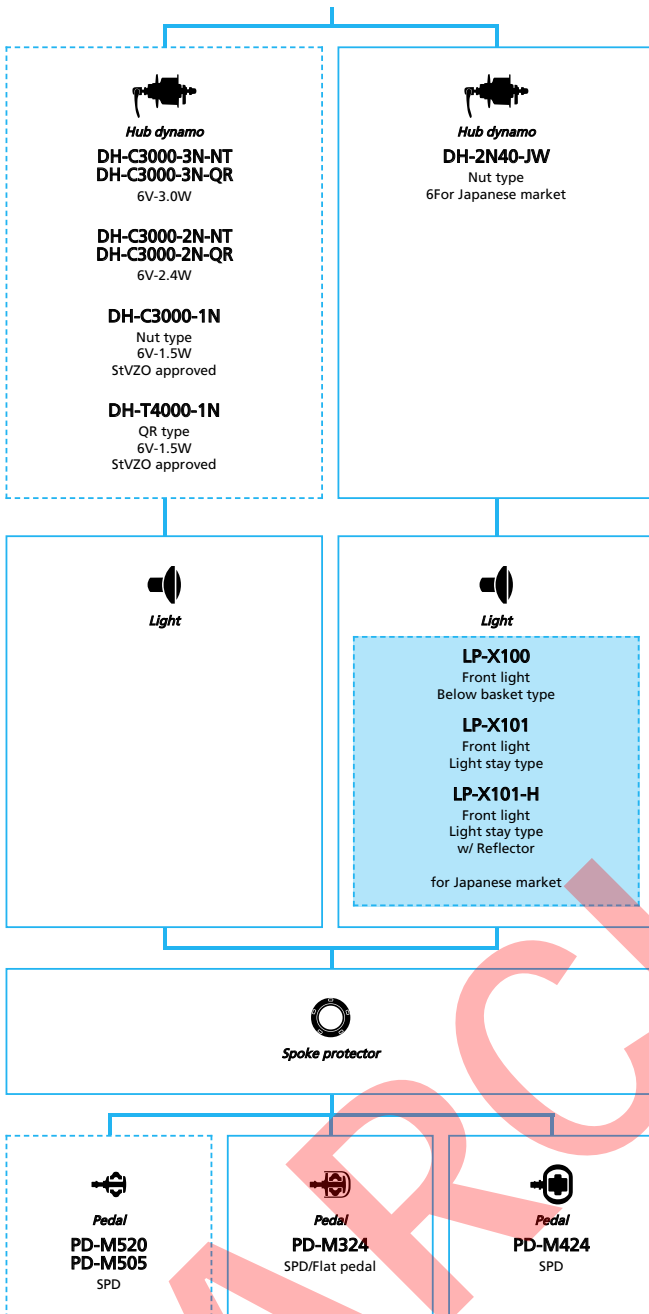 Hub dynamo
DH-C3000-3N-NT
DH-C3000-3N-QR
6V-3.0W
DH-C3000-2N-NT
DH-C3000-2N-QR
6V-2.4W
DH-C3000-1N
Nut type
6V-1.5W
StVZO approved
DH-T4000-1N
QR type
6V-1.5W
StVZO approved
Hub dynamo
DH-2N40-JW
Nut type
6For Japanese market
Light
Light
LP-X100
Front light
Below basket type
LP-X101
Front light
Light stay type
LP-X101-H
Front light
Light stay type
w/ Reflector
for Japanese market
Spoke protector
Pedal
PD-M520
PD-M505
SPD
Pedal
PD-M324
SPD/Flat pedal
Pedal
PD-M424
SPD